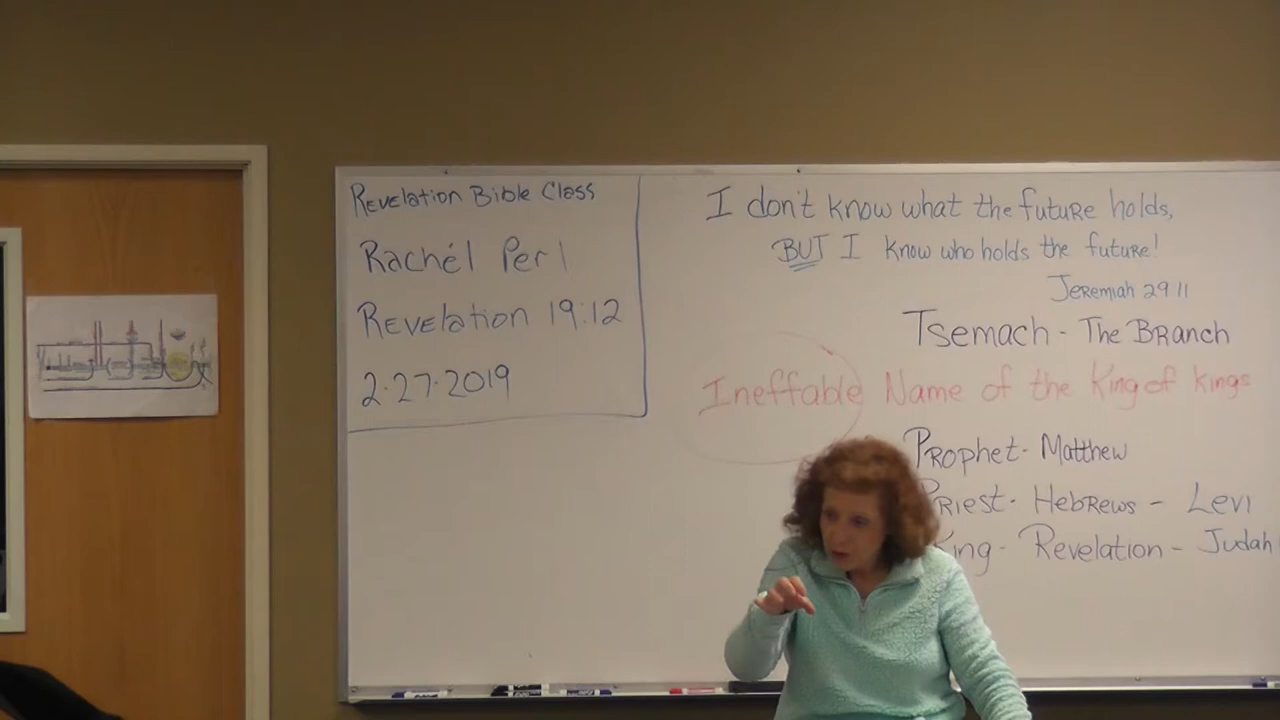 Revelation Bible Class
Rachél Perl
Revelation 19:12
2.27.2019
I don't know what the future holds,
BUT I know who holds the future!
Jeremiah 29 11
Tsemach - The Branch
Ineffable Name of the King of kings
Prophet - Matthew
Priest - Hebrews - Levi
King - Revelation - Judah